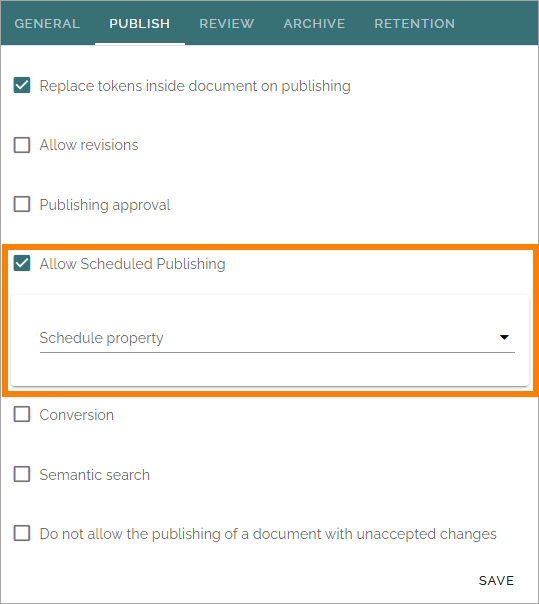 GENERAL PUBLISH REVIEW ARCHIVE RETENTION
Replace tokens inside document on publishing
Allow revisions
Publishing approval
Allow Scheduled Publishing
Schedule property
Conversion
Semantic search
Do not allow the publishing of a document with unaccepted changes
SAVE